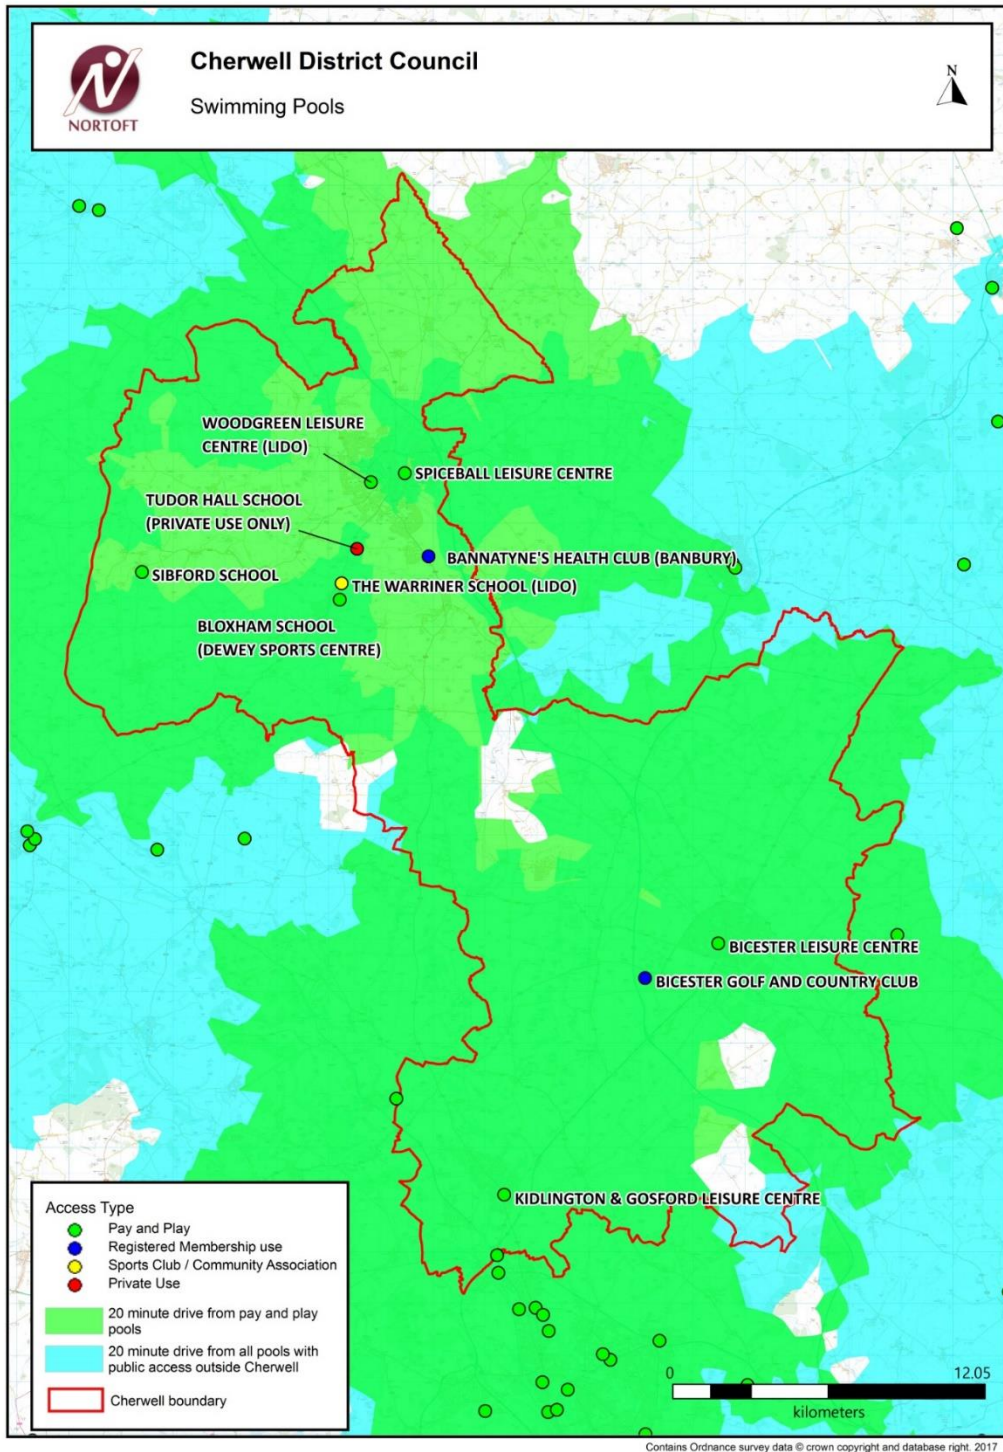 NORTOFT
Cherwell District Council
Swimming Pools
N
WOODGREEN LEISURE
CENTRE (LIDO)
SPICEBALL LEISURE CENTRE
TUDOR HALL SCHOOL
(PRIVATE USE ONLY)
BANNATYNE'S HEALTH CLUB (BANBURY)
SIBFORD SCHOOL
THE WARRINER SCHOOL (LIDO)
BLOXHAM SCHOOL
(DEWEY SPORTS CENTRE)
BICESTER LEISURE CENTRE
BICESTER GOLF AND COUNTRY CLUB
KIDLINGTON & GOSFORD LEISURE CENTRE
Access Type
Pay and Play
Registered Membership use
Sports Club / Community Association
Private Use
20 minute drive from pay and play
pools
20 minute drive from all pools with
public access outside Cherwell
Cherwell boundary
0 12.05
kilometers
Contains Ordnance survey data © crown copyright and database right. 2017